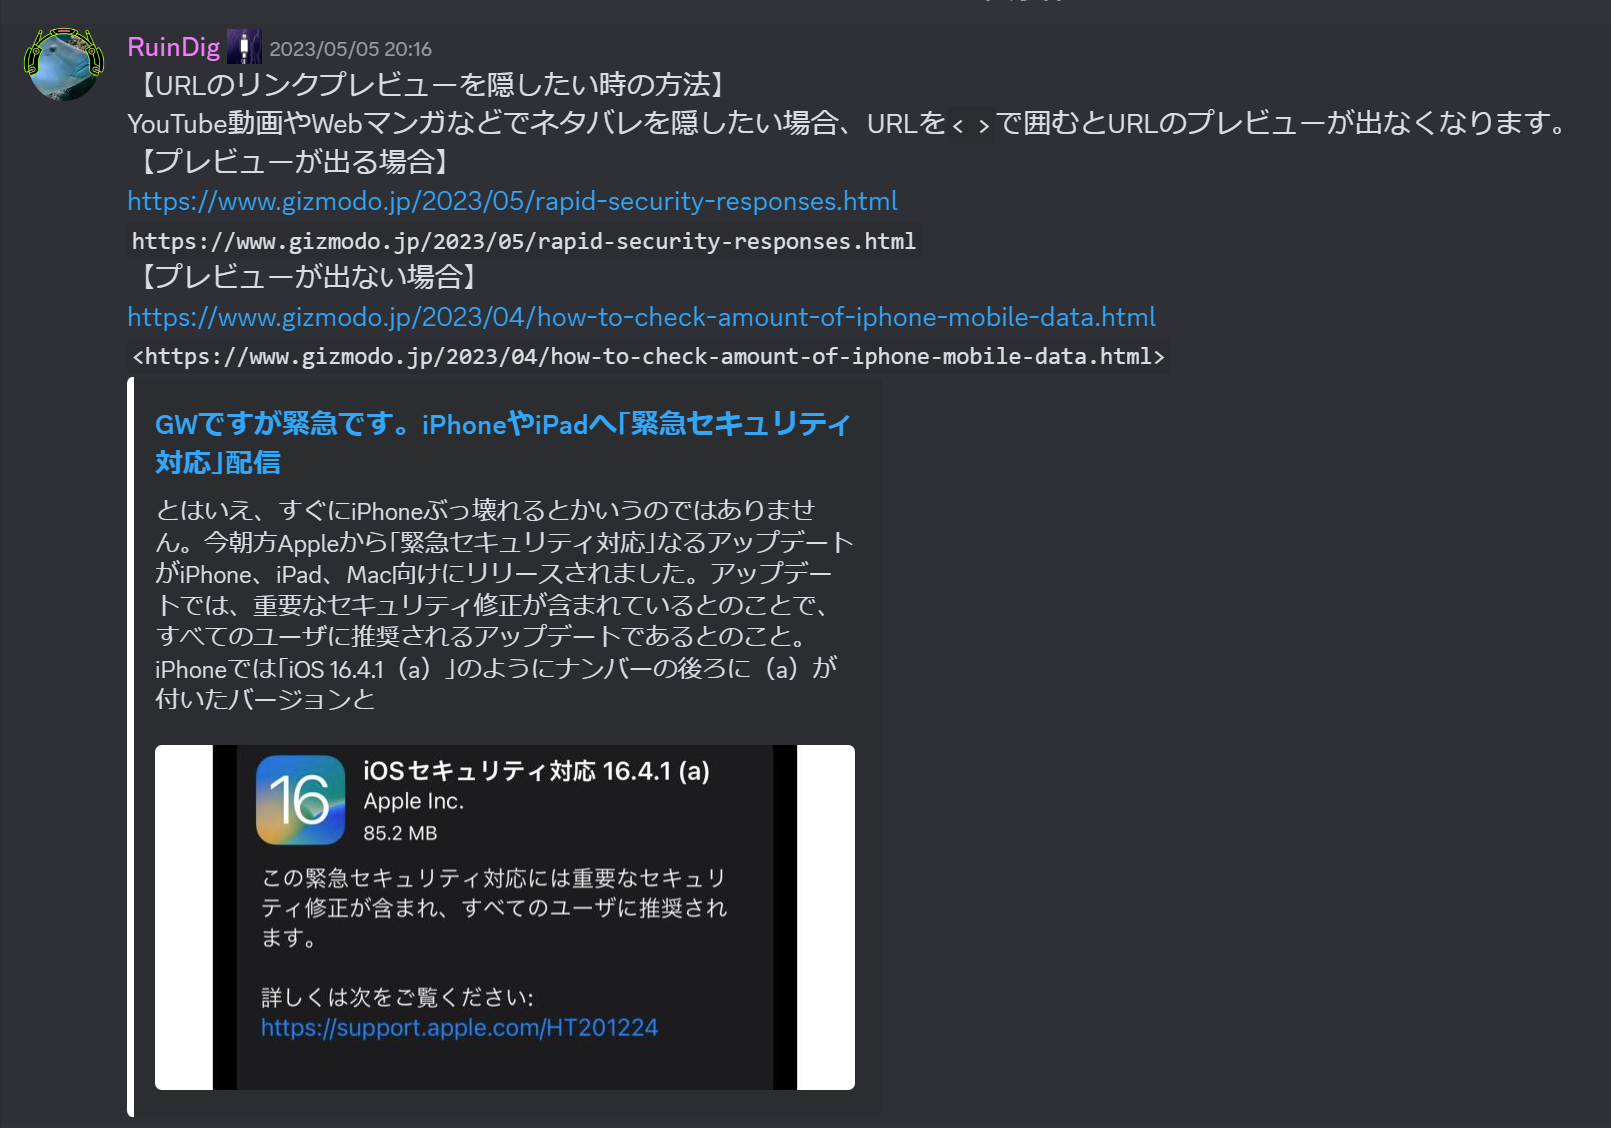 RuinDig 2023/05/05 20:16
【URLのリンクプレビューを隠したい時の方法】
YouTube動画やWebマンガなどでネタバレを隠したい場合、URLを< >で囲むとURLのプレビューが出なくなります。
【プレビューが出る場合】
https://www.gizmodo.jp/2023/05/rapid-security-responses.html
https://www.gizmodo.jp/2023/05/rapid-security-responses.html
【プレビューが出ない場合】
https://www.gizmodo.jp/2023/04/how-to-check-amount-of-iphone-mobile-data.html
<https://www.gizmodo.jp/2023/04/how-to-check-amount-of-iphone-mobile-data.html>
GWですが緊急です。iPhoneやiPadへ「緊急セキュリティ
対応」配信
とはいえ、すぐにiPhoneぶっ壊れるとかいうのではありませ
ん。今朝方Appleから「緊急セキュリティ対応」なるアップデート
がiPhone、iPad、Mac向けにリリースされました。アップデー
トでは、重要なセキュリティ修正が含まれているとのことで、
すべてのユーザに推奨されるアップデートであるとのこと。
iPhoneでは「iOS 16.4.1（a）」のようにナンバーの後ろに（a）が
付いたバージョンと
16
iOSセキュリティ対応 16.4.1 (a)
Apple Inc.
85.2 MB
この緊急セキュリティ対応には重要なセキュリ
ティ修正が含まれ、すべてのユーザに推奨され
ます。
詳しくは次をご覧ください:
https://support.apple.com/HT201224